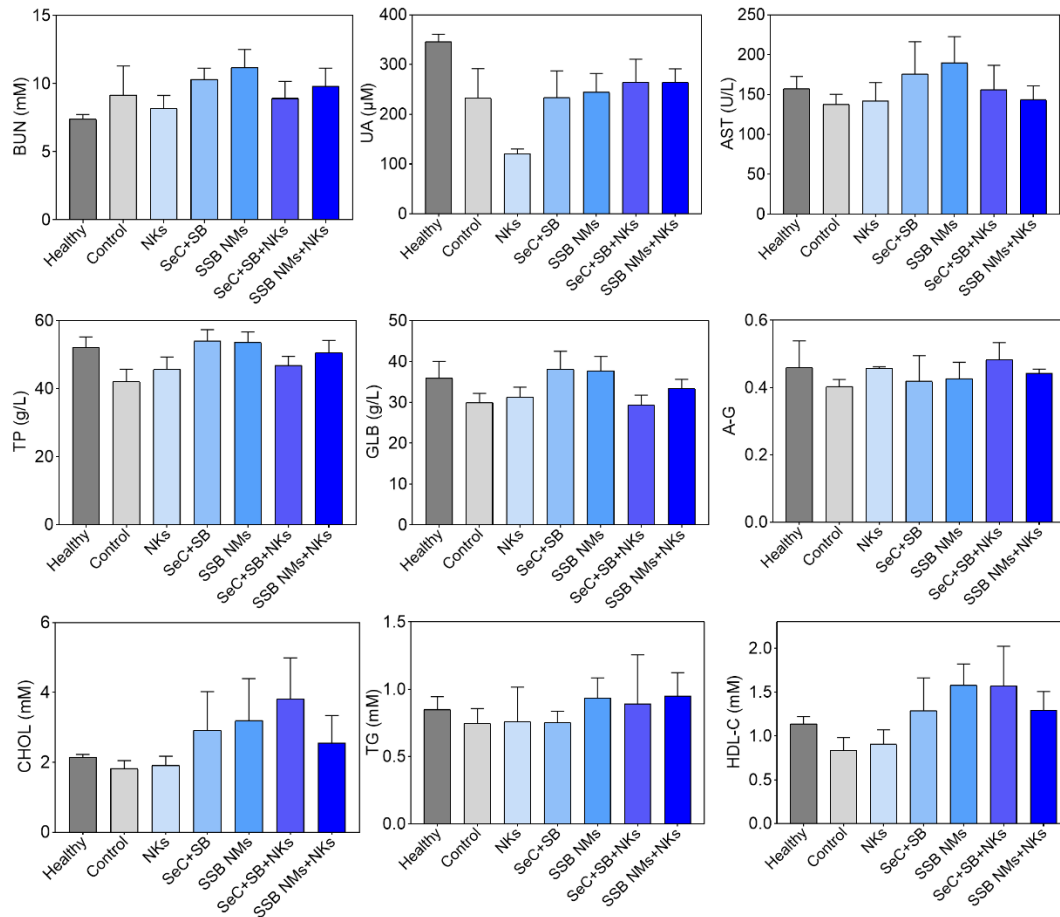 BUN (mM)
15
10
5
0
Healthy
Control
NKs
SeC+SB
SSB NMs
SeC+SB+NKs
SSB NMs+NKs
UA (μM)
400
300
200
100
0
Healthy
Control
NKs
SeC+SB
SSB NMs
SeC+SB+NKs
SSB NMs+NKs
AST (U/L)
250
200
150
100
50
0
Healthy
Control
NKs
SeC+SB
SSB NMs
SeC+SB+NKs
SSB NMs+NKs
TP (g/L)
60
40
20
0
Healthy
Control
NKs
SeC+SB
SSB NMs
SeC+SB+NKs
SSB NMs+NKs
GLB (g/L)
50
40
30
20
10
0
Healthy
Control
NKs
SeC+SB
SSB NMs
SeC+SB+NKs
SSB NMs+NKs
A-G
0.6
0.4
0.2
0.0
Healthy
Control
NKs
SeC+SB
SSB NMs
SeC+SB+NKs
SSB NMs+NKs
CHOL (mM)
6
4
2
0
Healthy
Control
NKs
SeC+SB
SSB NMs
SeC+SB+NKs
SSB NMs+NKs
TG (mM)
1.5
1.0
0.5
0.0
Healthy
Control
NKs
SeC+SB
SSB NMs
SeC+SB+NKs
SSB NMs+NKs
HDL-C (mM)
2.0
1.5
1.0
0.5
0.0
Healthy
Control
NKs
SeC+SB
SSB NMs
SeC+SB+NKs
SSB NMs+NKs